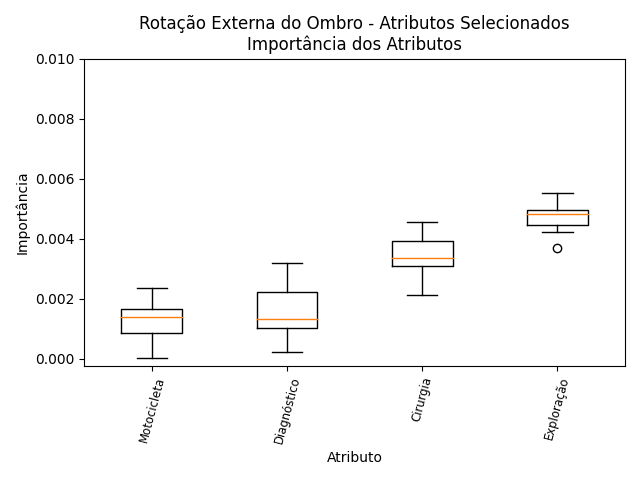 Rotação Externa do Ombro - Atributos Selecionados
Importância dos Atributos
0.010
0.008
0.006
0.004
0.002
0.000
Importância
Motocicleta
Diagnóstico
Cirurgia
Exploração
Atributo